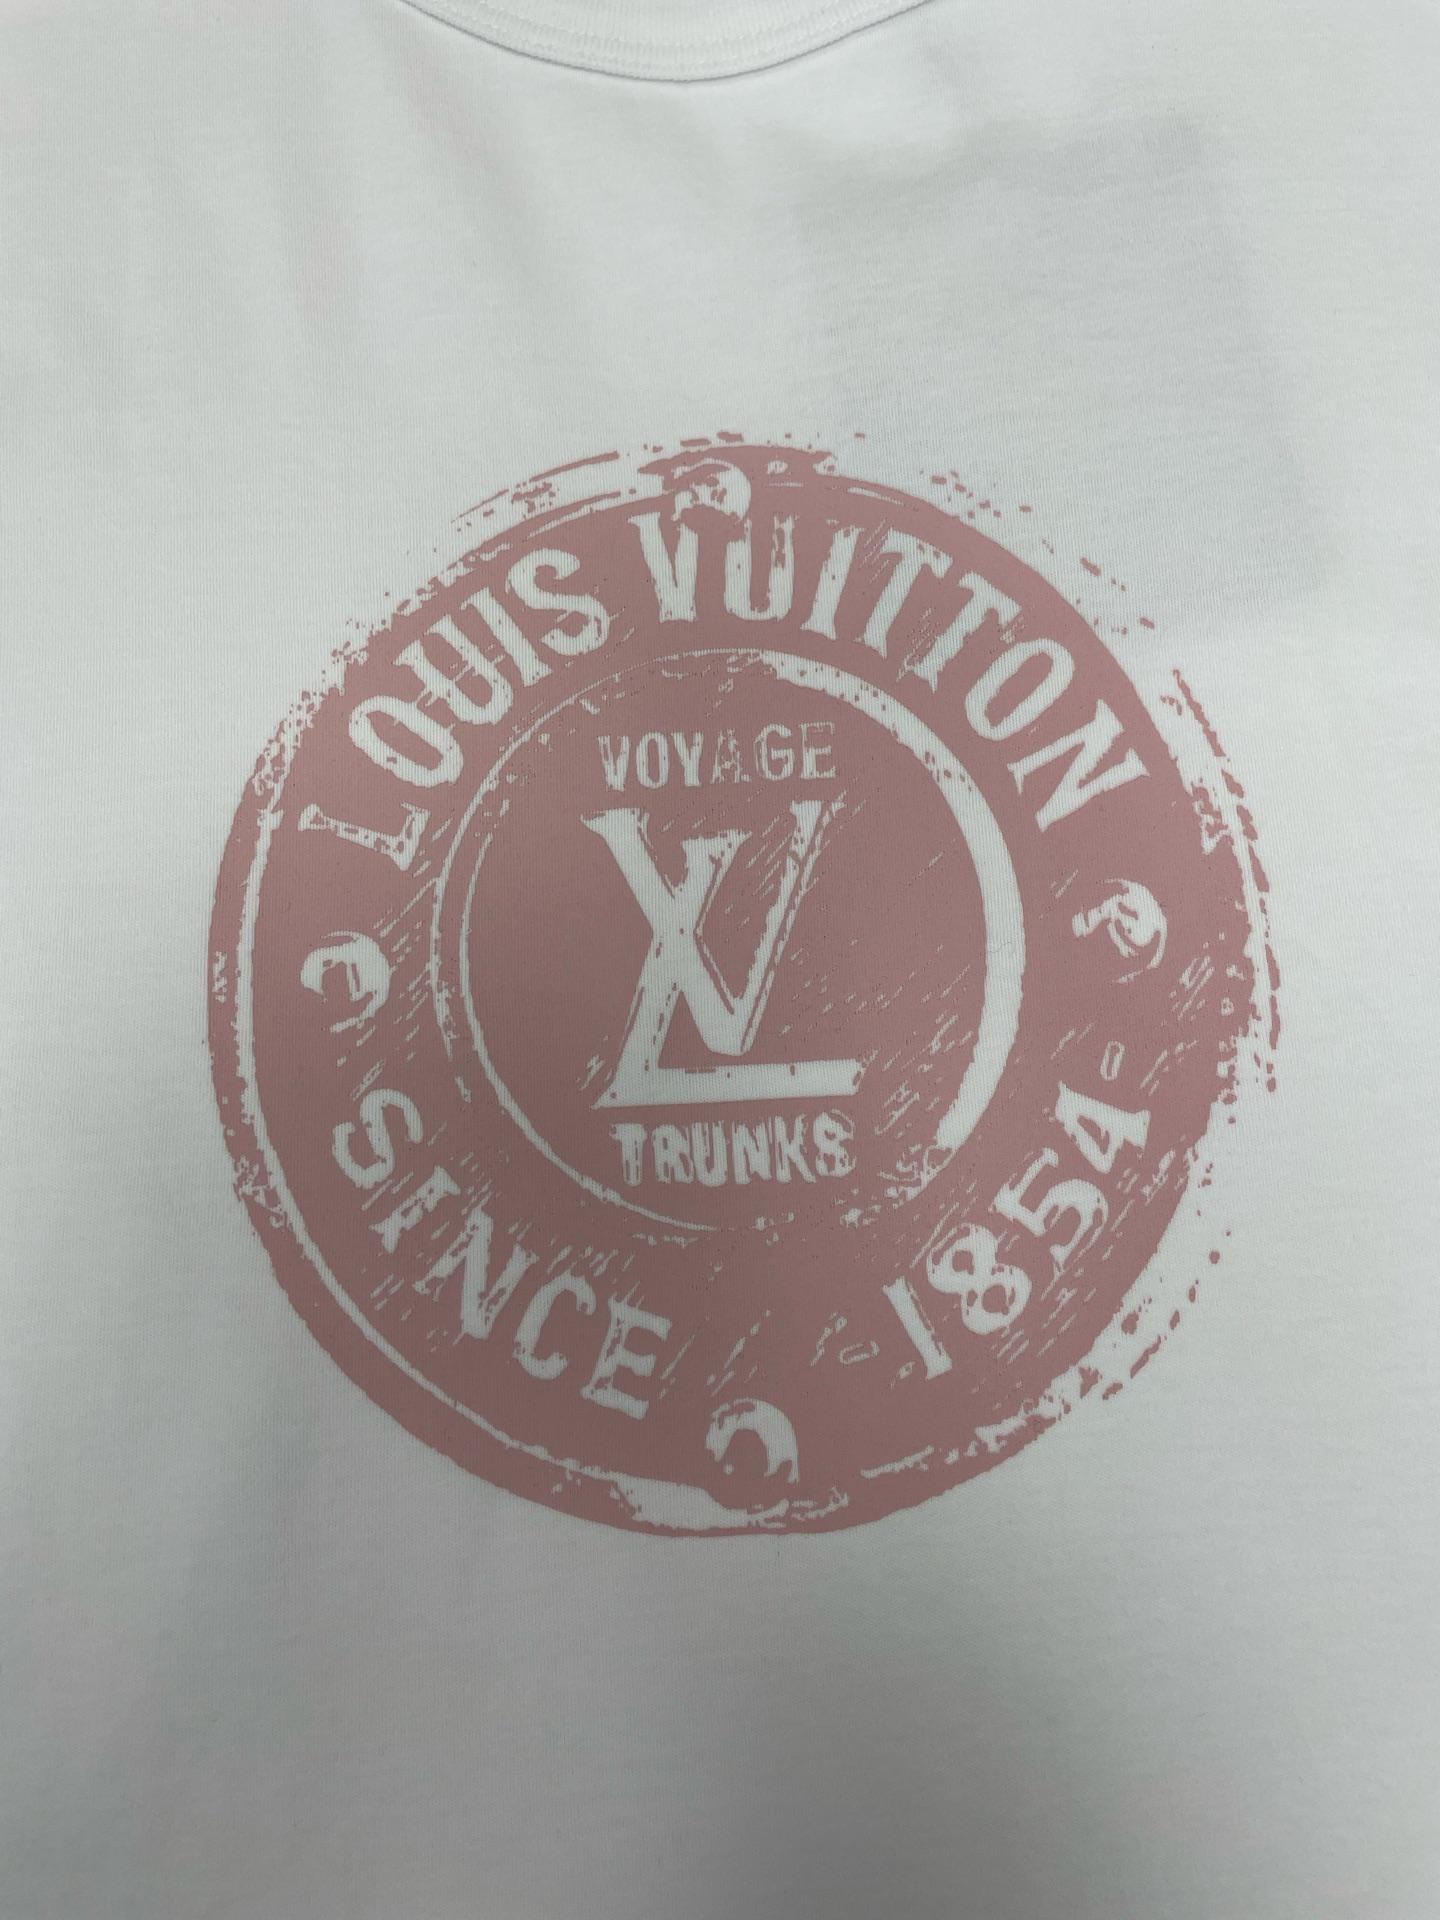 LOUIS VUITTON
VOYAGE
LV
TRUNKS
SINCE 1854